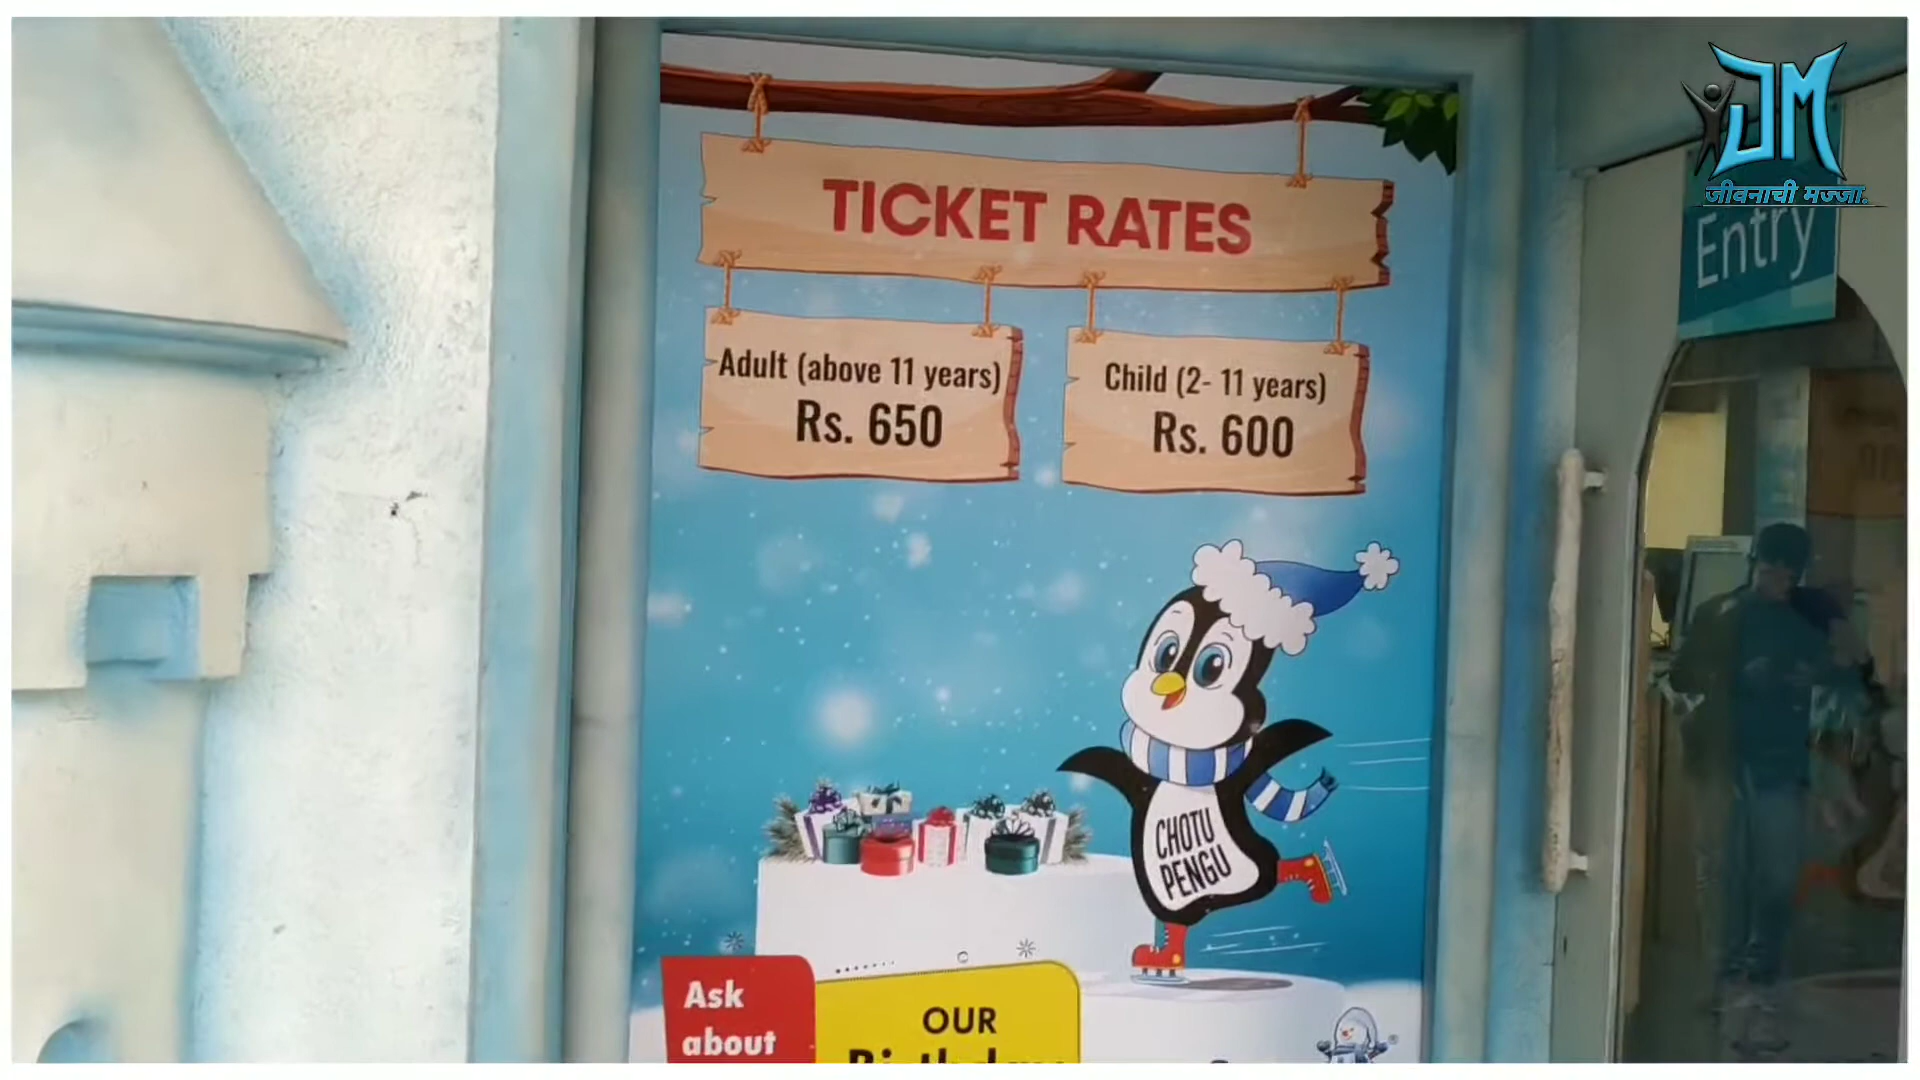 JM
जीवनाची मज्जा.
Entry
TICKET RATES
Adult (above 11 years)
Rs. 650
Child (2- 11 years)
Rs. 600
CHOTU
PENGU
Ask
about
OUR